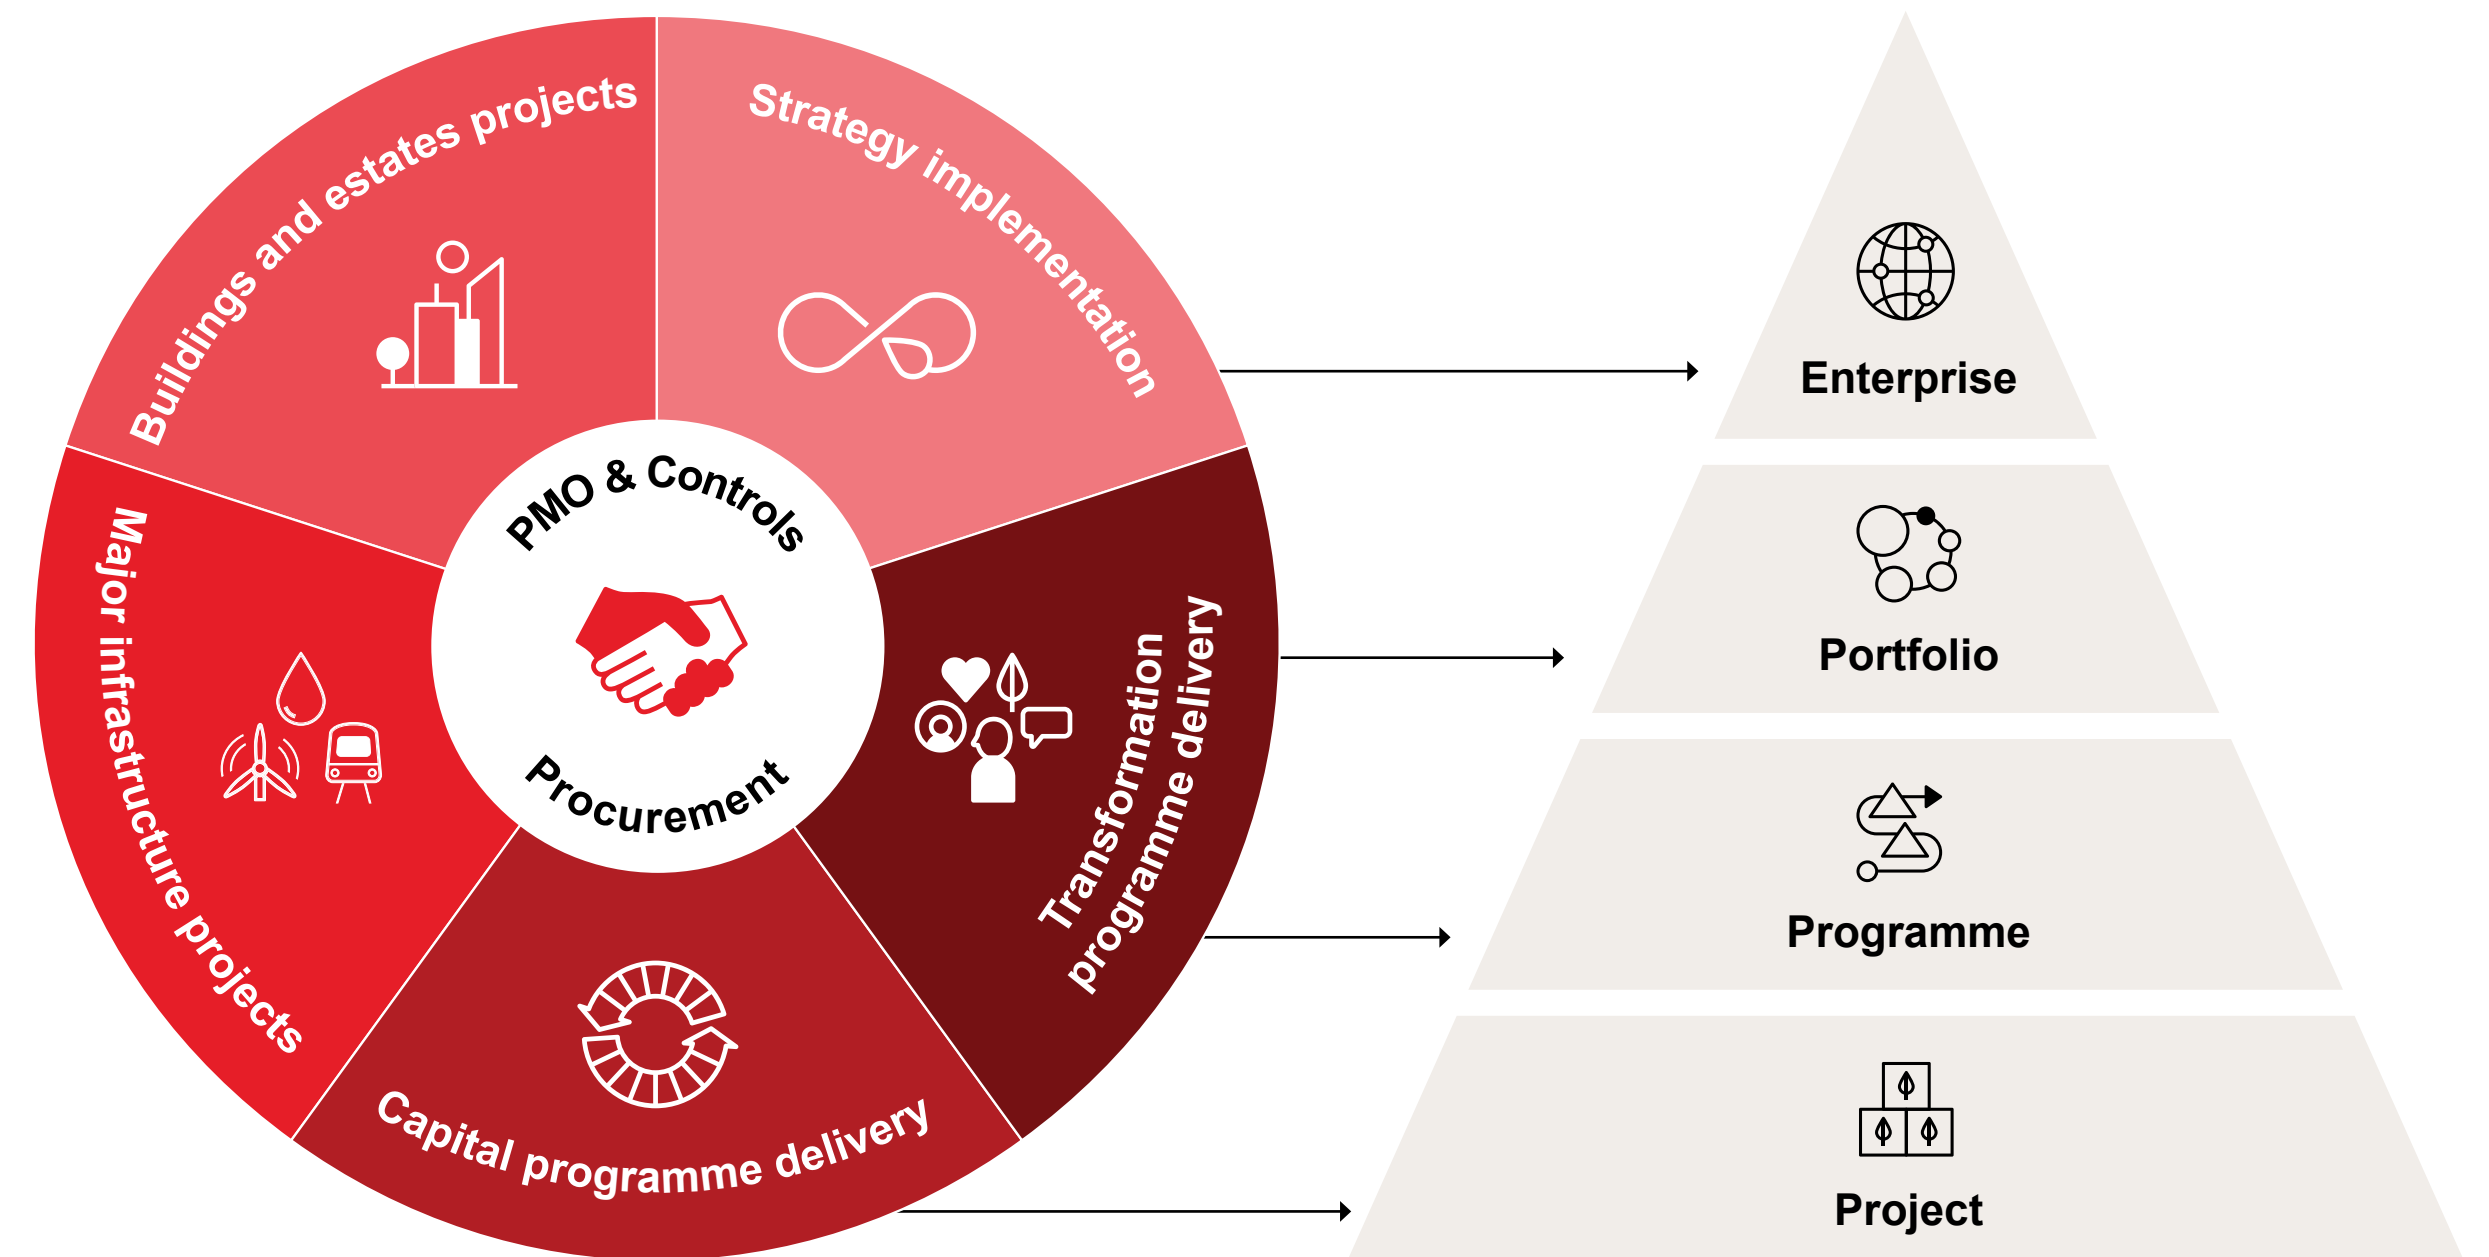 Buildings and estates projects
Strategy implementation
PMO & Controls
Procurement
Major infrastructure projects
Transformation
programme delivery
Capital programme delivery
Enterprise
Portfolio
Programme
Project